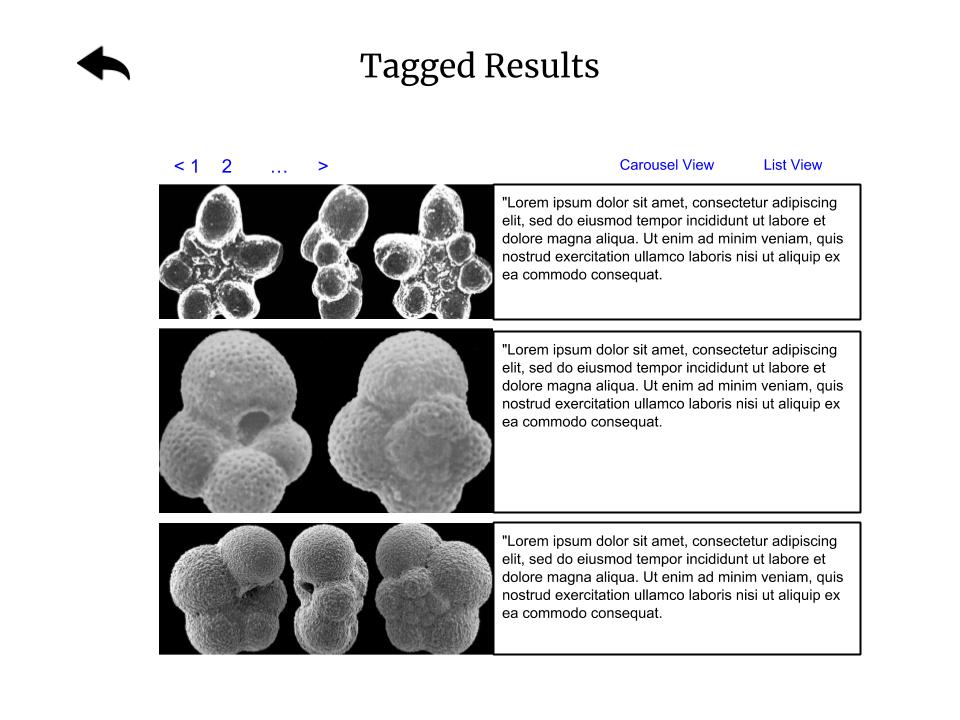 Tagged Results
< 1 2 … >
Carousel View List View
"Lorem ipsum dolor sit amet, consectetur adipiscing
elit, sed do eiusmod tempor incididunt ut labore et
dolore magna aliqua. Ut enim ad minim veniam, quis
nostrud exercitation ullamco laboris nisi ut aliquip ex
ea commodo consequat.
"Lorem ipsum dolor sit amet, consectetur adipiscing
elit, sed do eiusmod tempor incididunt ut labore et
dolore magna aliqua. Ut enim ad minim veniam, quis
nostrud exercitation ullamco laboris nisi ut aliquip ex
ea commodo consequat.
"Lorem ipsum dolor sit amet, consectetur adipiscing
elit, sed do eiusmod tempor incididunt ut labore et
dolore magna aliqua. Ut enim ad minim veniam, quis
nostrud exercitation ullamco laboris nisi ut aliquip ex
ea commodo consequat.